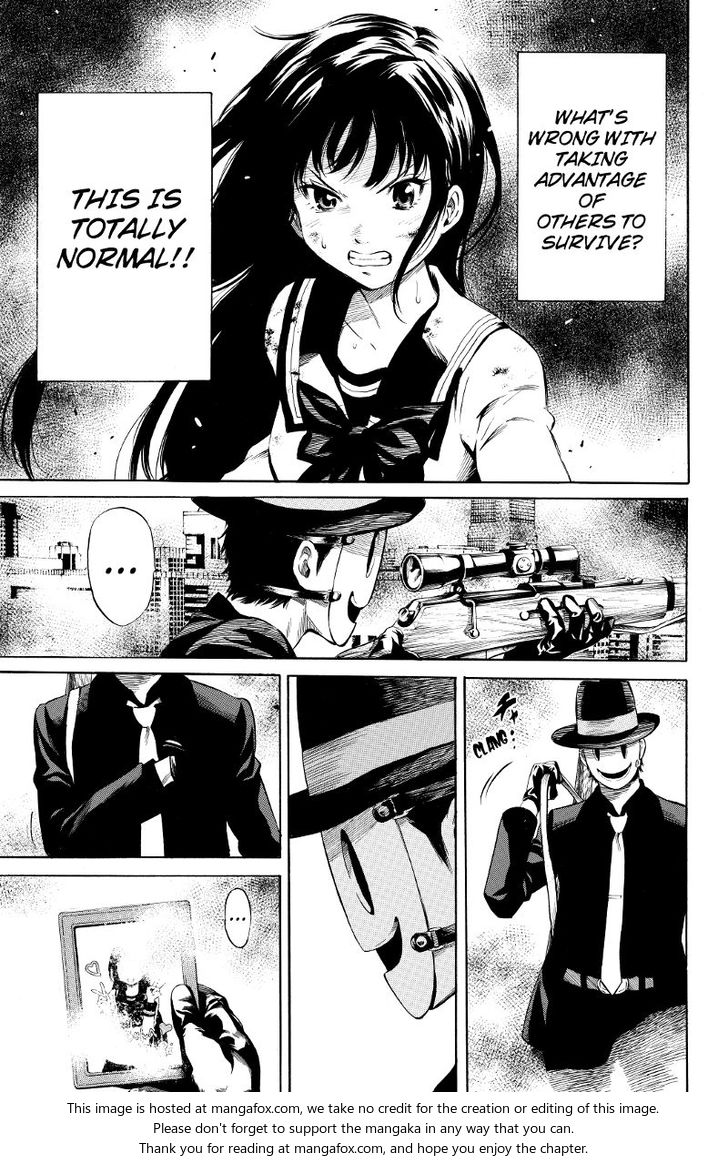 WHAT'S
WRONG WITH
TAKING
ADVANTAGE
OF
OTHERS TO
SURVIVE?
THIS IS
TOTALLY
NORMAL!!
...
CLANG!
...
This image is hosted at mangafox.com, we take no credit for the creation or editing of this image.
Please don't forget to support the mangaka in any way that you can.
Thank you for reading at mangafox.com, and hope you enjoy the chapter.